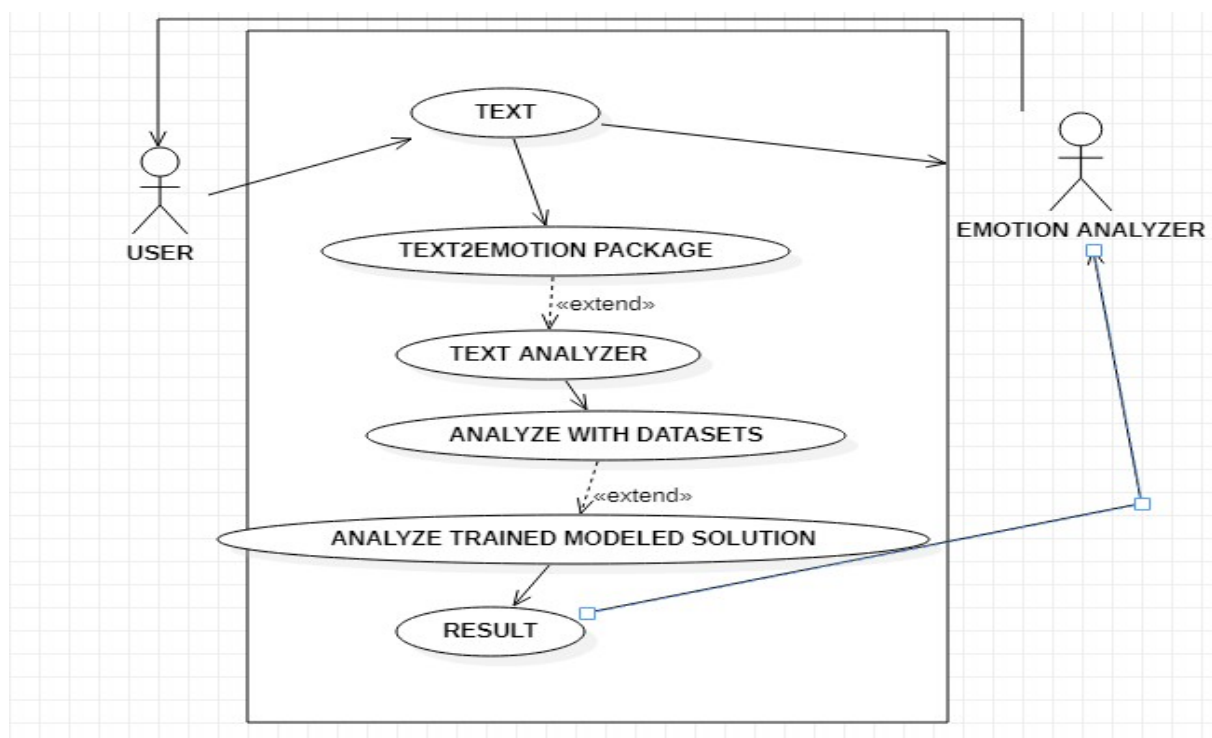 TEXT
USER
EMOTION ANALYZER
TEXT2EMOTION PACKAGE
«extend»
TEXT ANALYZER
ANALYZE WITH DATASETS
«extend»
ANALYZE TRAINED MODELED SOLUTION
RESULT